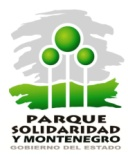 PARQUE
SOLIDARIDAD
Y MONTENEGRO
GOBIERNO DEL ESTADO